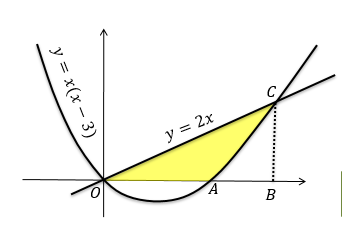 y = x(x − 3)
y = 2x
C
O
A
B